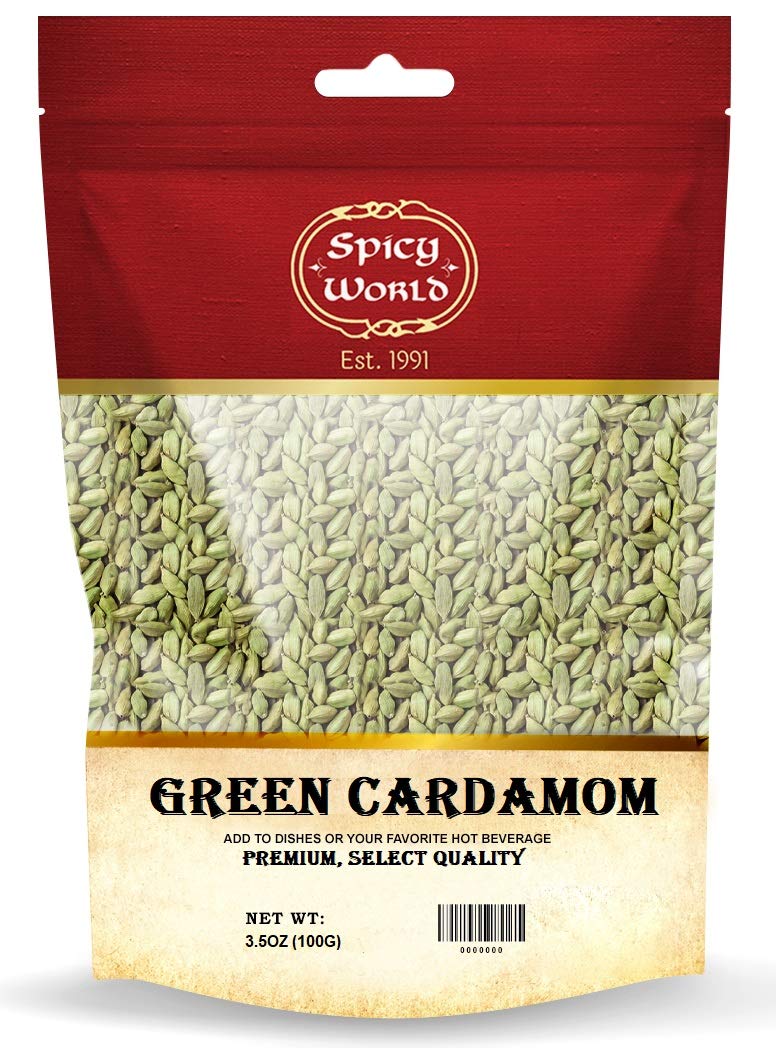 Spicy
World
Est. 1991
GREEN CARDAMOM
ADD TO DISHES OR YOUR FAVORITE HOT BEVERAGE
PREMIUM, SELECT QUALITY
NET WT:
3.5OZ (100G)
0000000